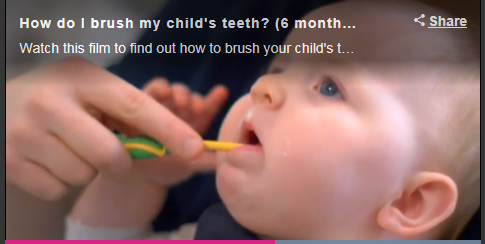 How do I brush my child's teeth? (6 month...
Share
Watch this film to find out how to brush your child's t...